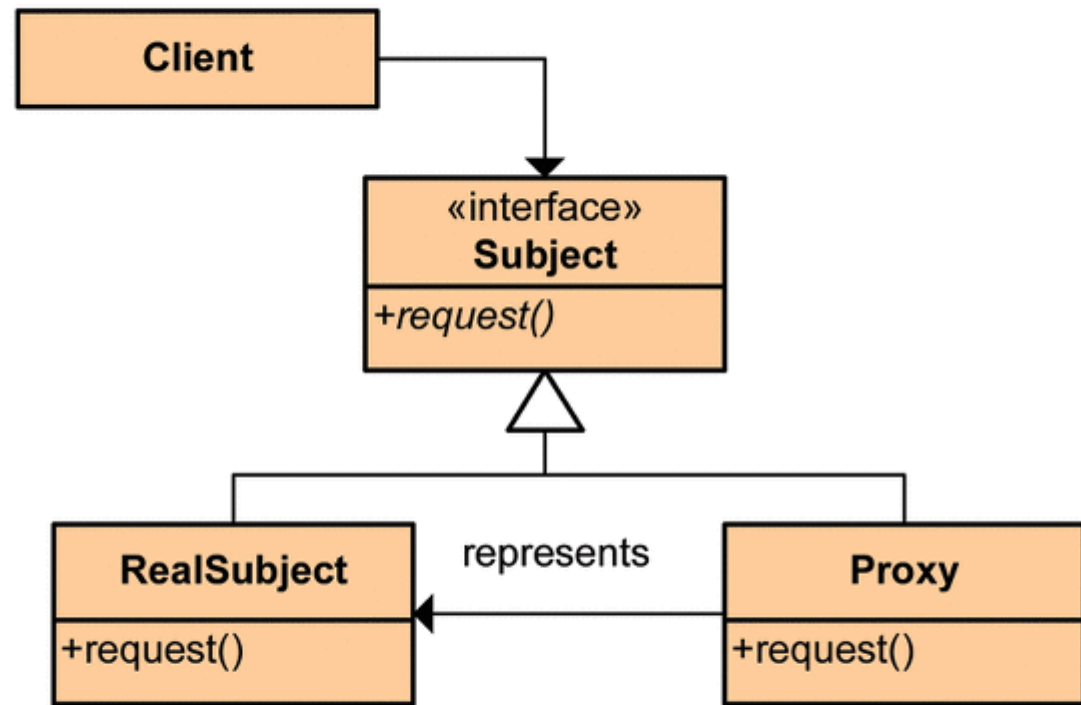 Client
«interface»
Subject
+request()
RealSubject
+request()
represents
Proxy
+request()